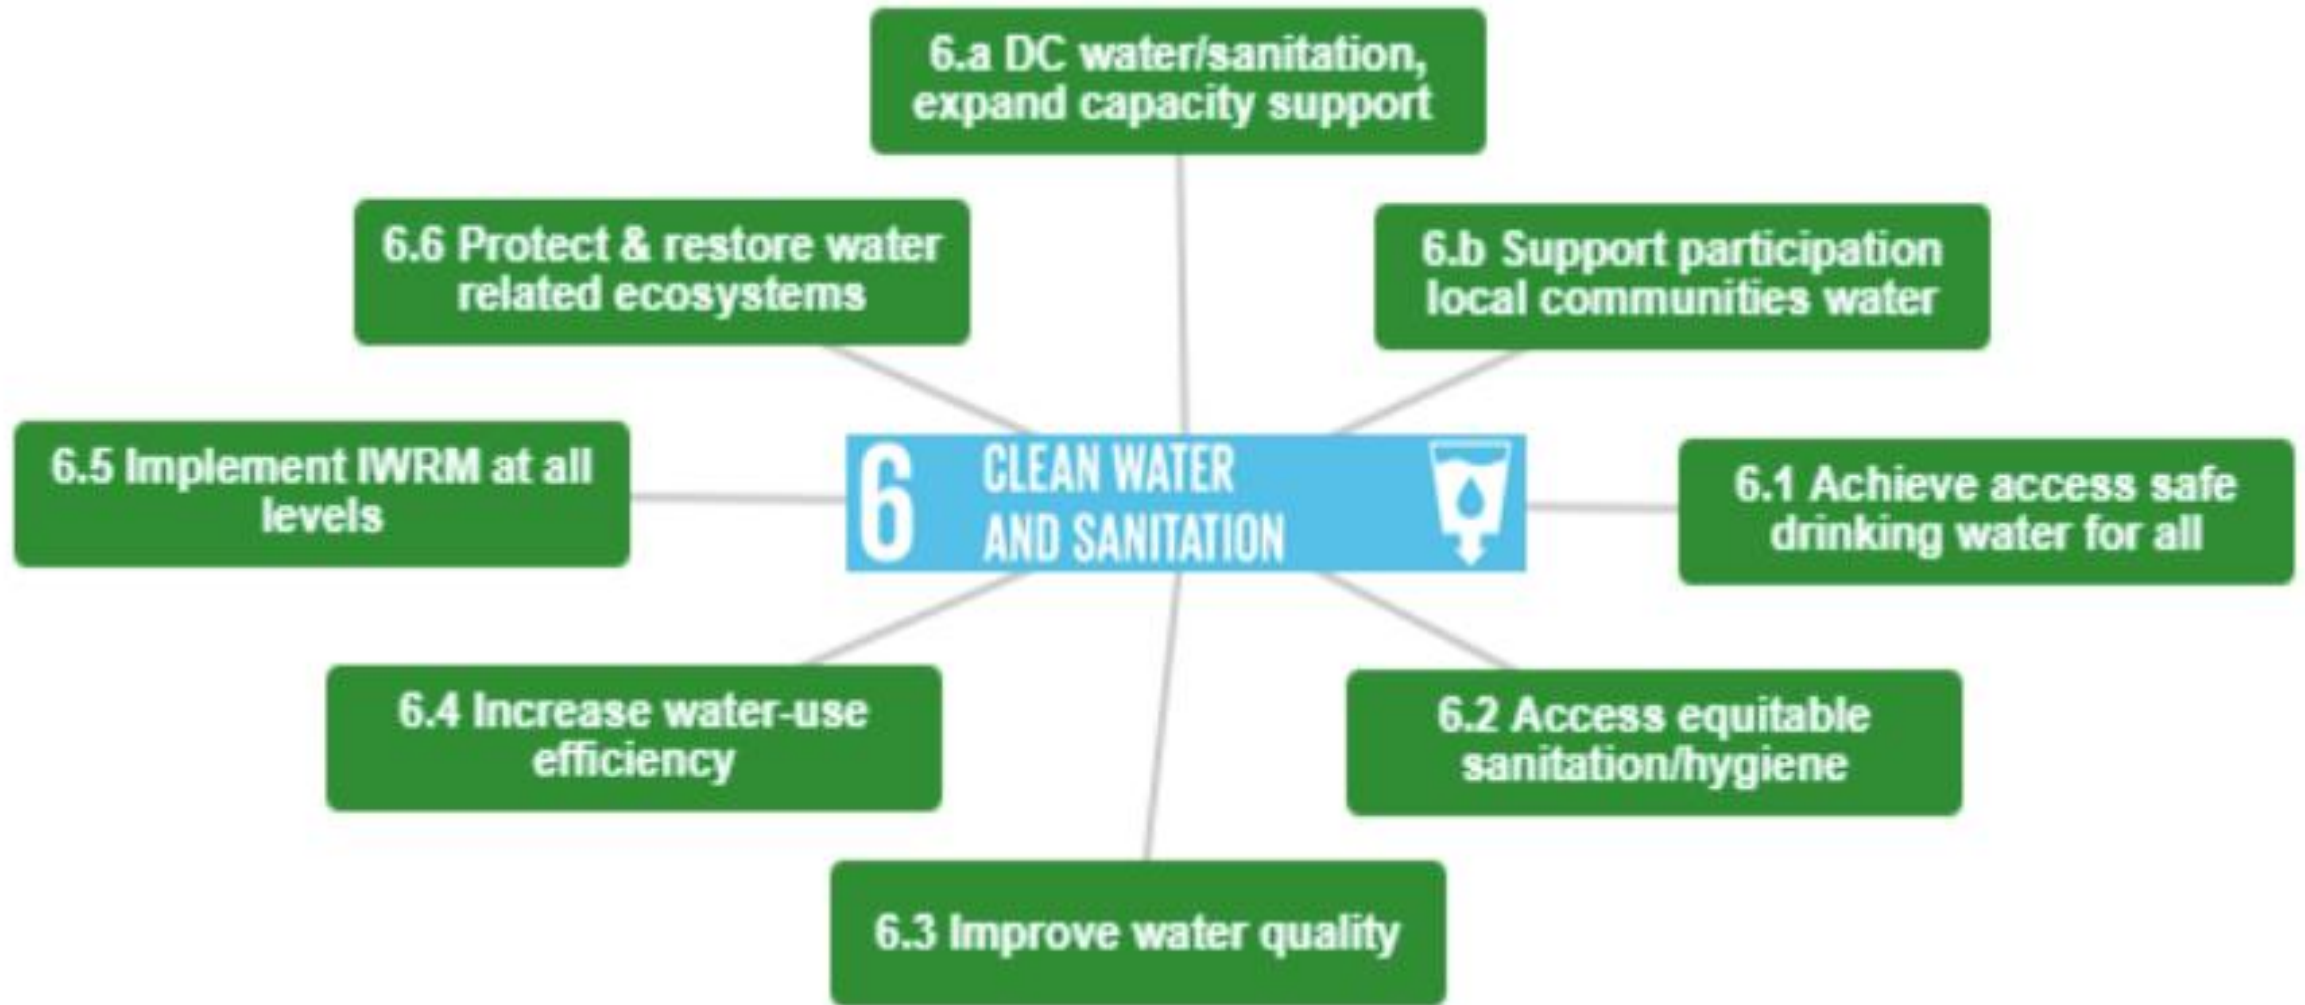 6.a DC water/sanitation,
expand capacity support
6.6 Protect & restore water
related ecosystems
6.b Support participation
local communities water
6.5 Implement IWRM at all
levels
6
CLEAN WATER
AND SANITATION
6.1 Achieve access safe
drinking water for all
6.4 Increase water-use
efficiency
6.2 Access equitable
sanitation/hygiene
6.3 Improve water quality